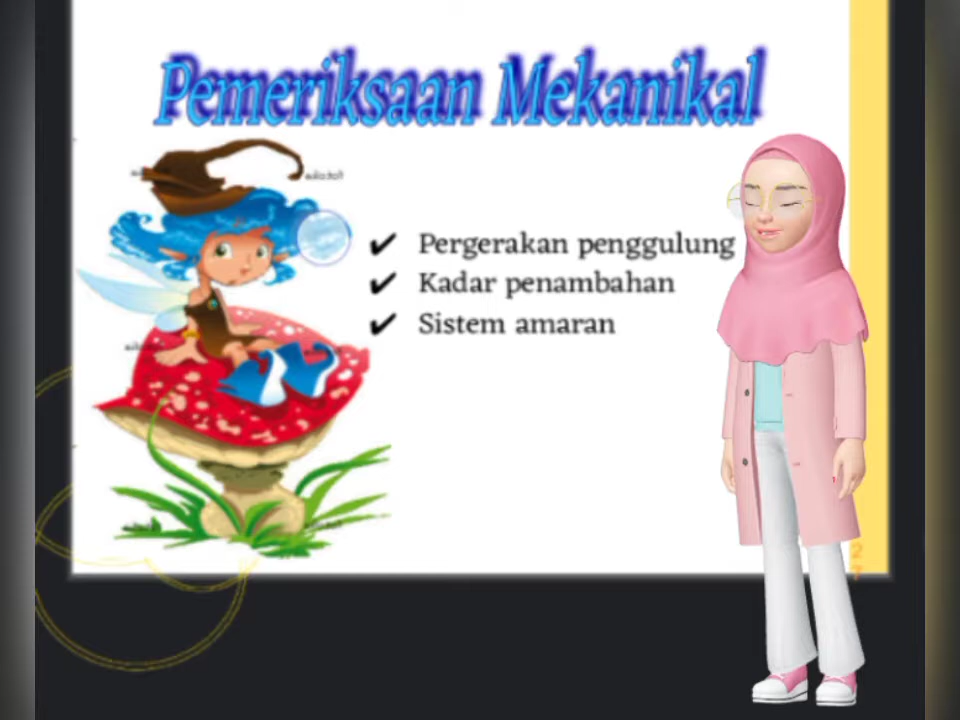 Pemeriksaan Mekanikal
✔ Pergerakan penggulung
✔ Kadar penambahan
✔ Sistem amaran